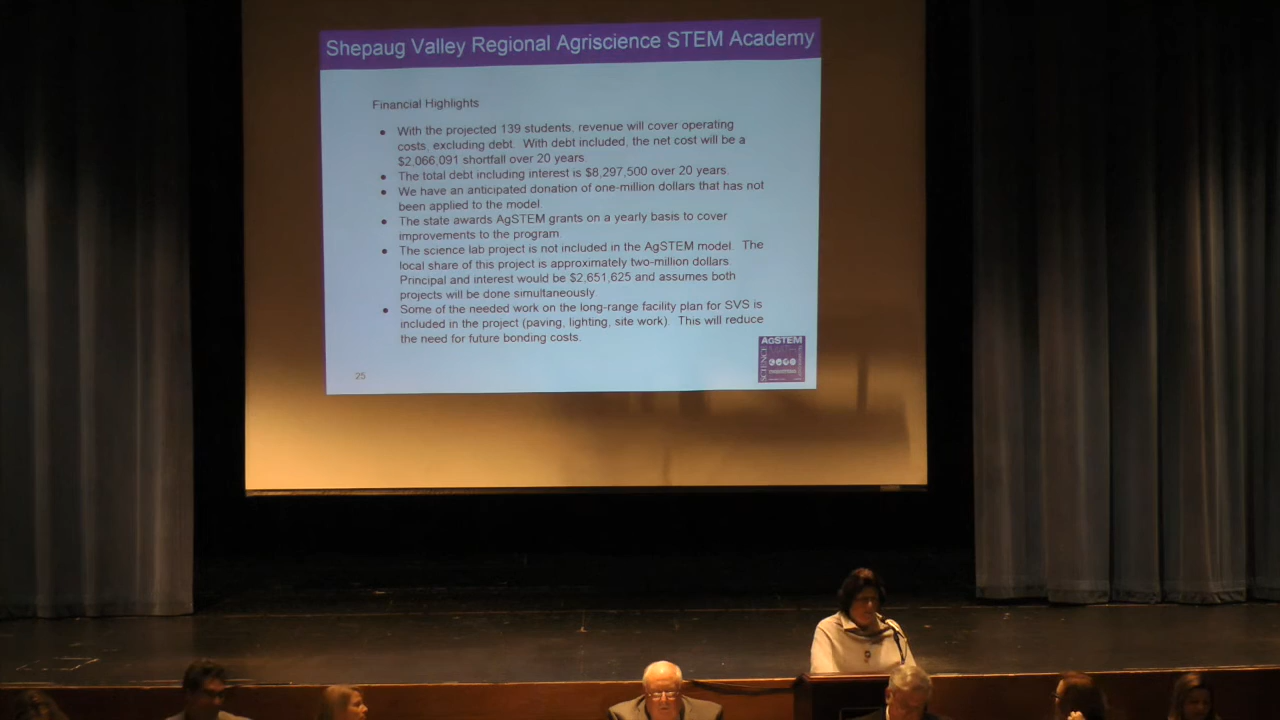 Shepaug Valley Regional Agriscience STEM Academy
Financial Highlights
● With the projected 139 students, revenue will cover operating
costs, excluding debt. With debt included, the net cost will be a
$2,066,091 shortfall over 20 years.
● The total debt including interest is $8,297,500 over 20 years.
● We have an anticipated donation of one-million dollars that has not
been applied to the model.
● The state awards AgSTEM grants on a yearly basis to cover
improvements to the program.
● The science lab project is not included in the AgSTEM model. The
local share of this project is approximately two-million dollars.
Principal and interest would be $2,651,625 and assumes both
projects will be done simultaneously.
● Some of the needed work on the long-range facility plan for SVS is
included in the project (paving, lighting, site work). This will reduce
the need for future bonding costs.
25
AGSTEM
SCIENCE